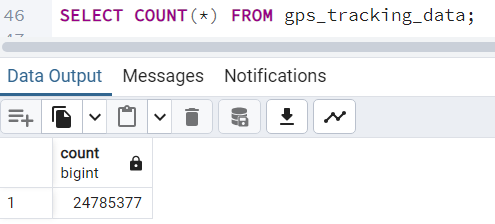 46 SELECT COUNT(*) FROM gps_tracking_data;
Data Output Messages Notifications
count
bigint
1 24785377